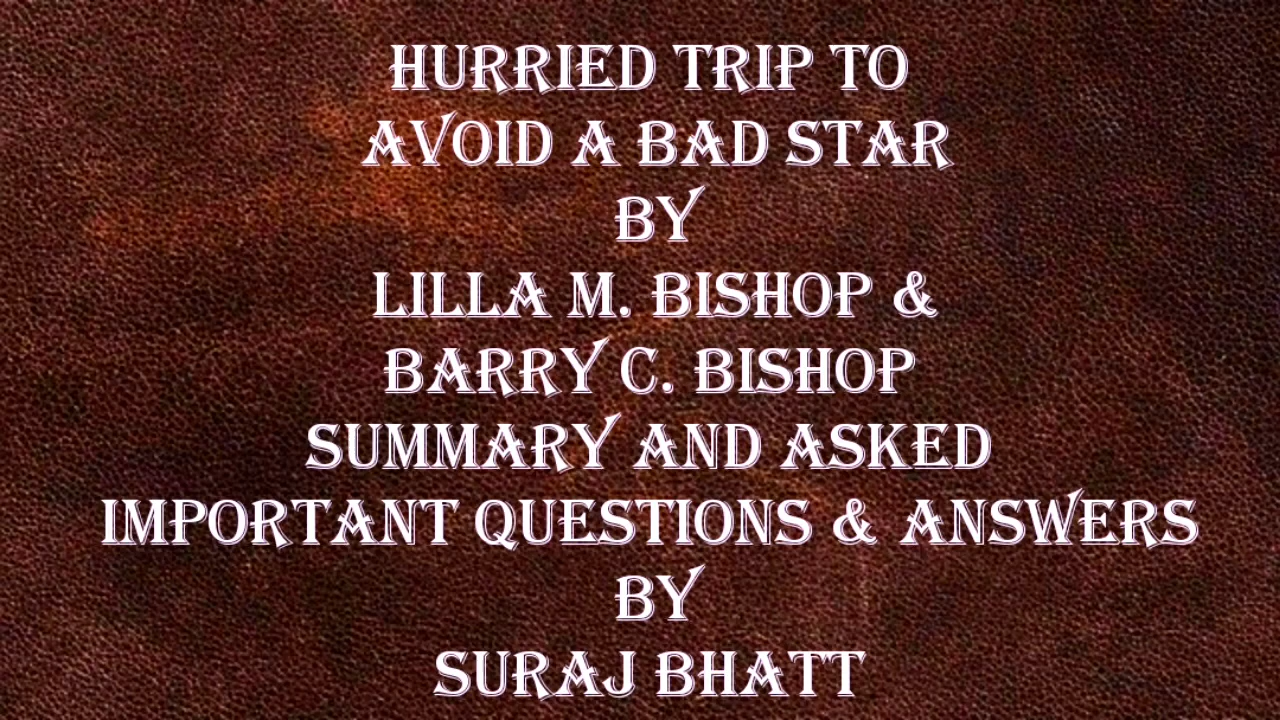 HURRIED TRIP TO
AVOID A BAD STAR
BY
LILLA M. BISHOP &
BARRY C. BISHOP
SUMMARY AND ASKED
IMPORTANT QUESTIONS & ANSWERS
BY
SURAJ BHATT